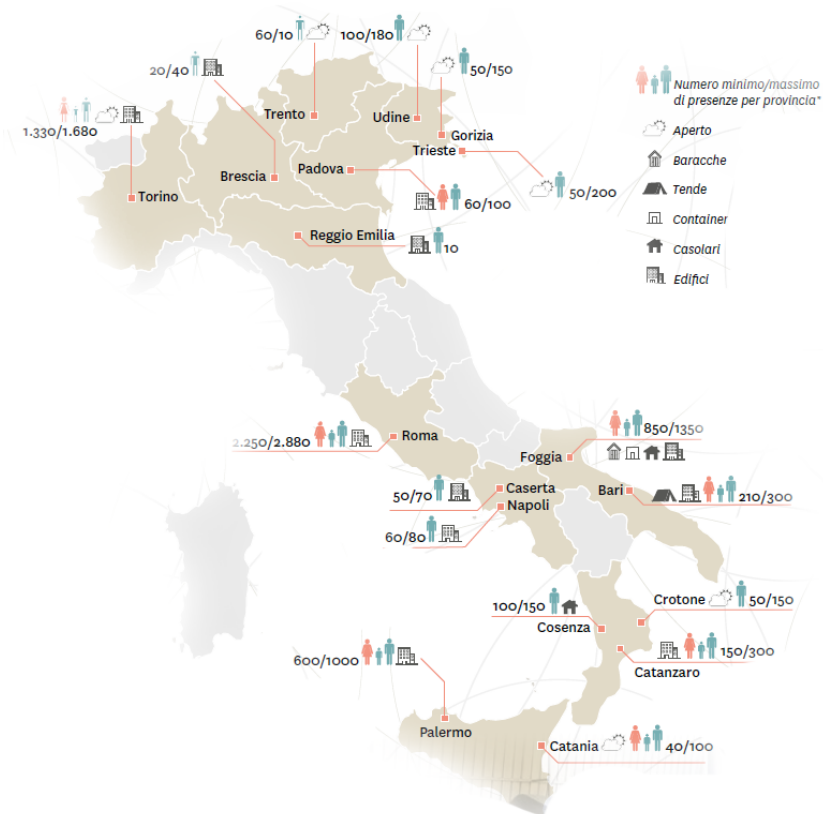 60/10
100/180
50/150
20/40
1.330/1.680
Trento
Udine
Gorizia
Trieste
Brescia
Padova
Torino
60/100
50/200
Reggio Emilia
10
Numero minimo/massimo
di presenze per provincia*
Aperto
Baracche
Tende
Container
Casolari
Edifici
2.250/2.880
Roma
850/1350
Foggia
50/70
Caserta
Napoli
60/80
Bari
210/300
100/150
Cosenza
Crotone
50/150
150/300
Catanzaro
600/1000
Palermo
Catania
40/100